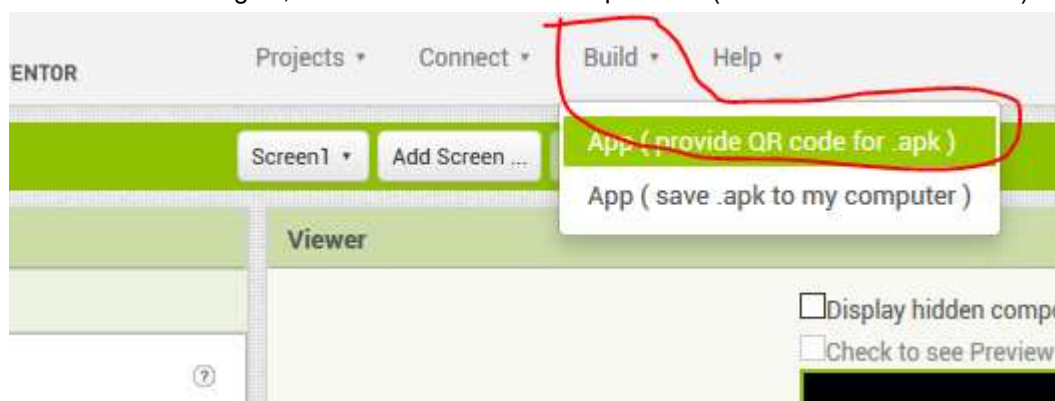 ENTOR
Projects Connect Build Help
Screen1 Add Screen ...
App ( provide QR code for .apk )
App ( save .apk to my computer )
Viewer
Display hidden compo
Check to see Preview
?